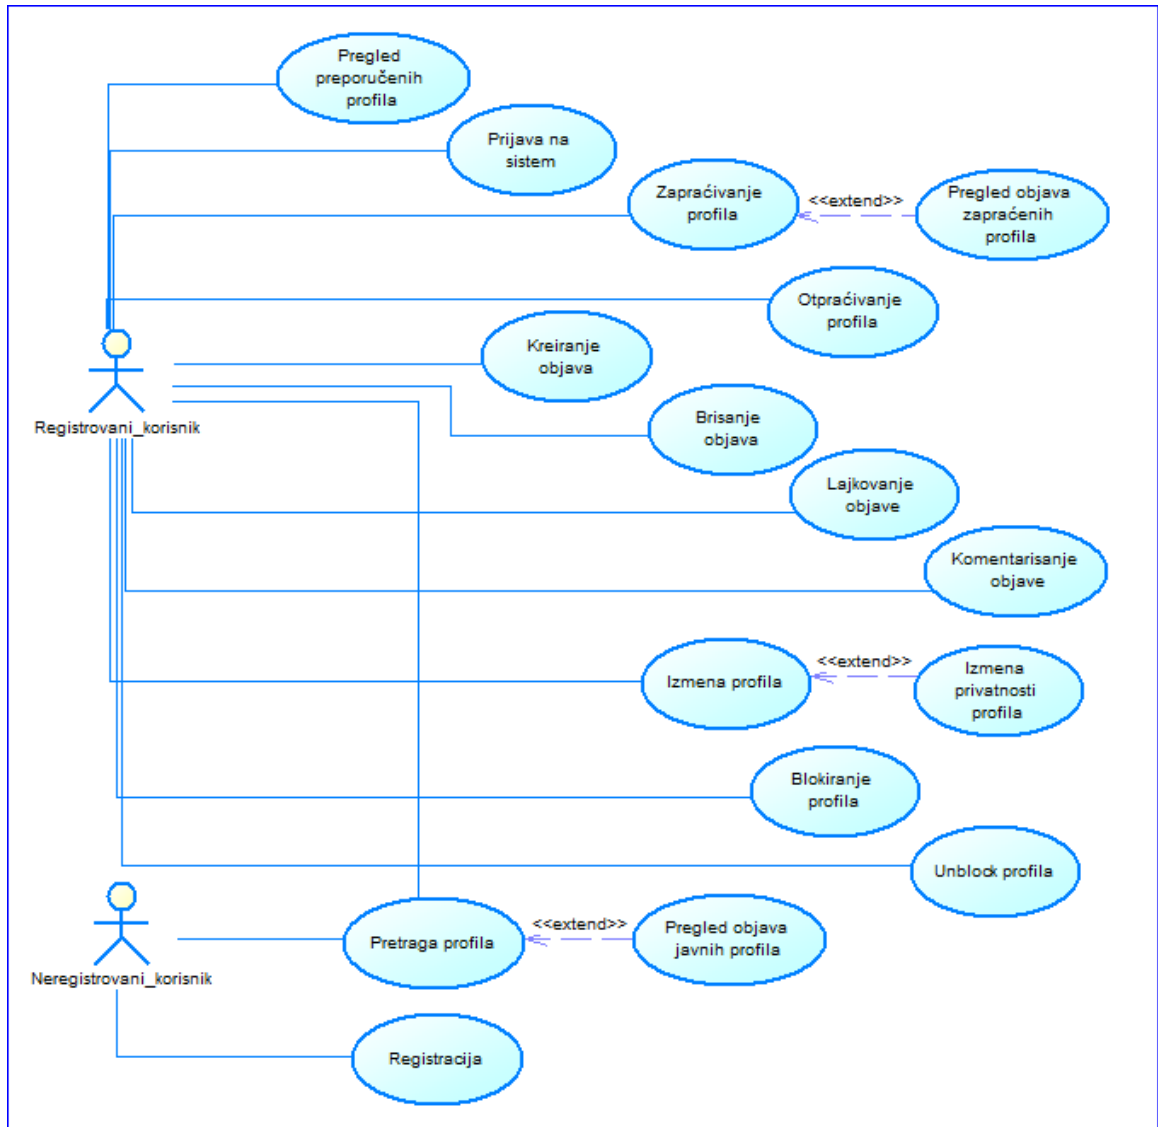 Pregled
preporučenih
profila
Prijava na
sistem
Zapraćivanje
profila
<<extend>>
Pregled objava
zapraćenih
profila
Otpraćivanje
profila
Kreiranje
objava
Registrovani_korisnik
Brisanje
objava
Lajkovanje
objave
Komentarisanje
objave
Izmena profila
<<extend>>
Izmena
privatnosti
profila
Blokiranje
profila
Unblock profila
Neregistrovani_korisnik
Pretraga profila
<<extend>>
Pregled objava
javnih profila
Registracija